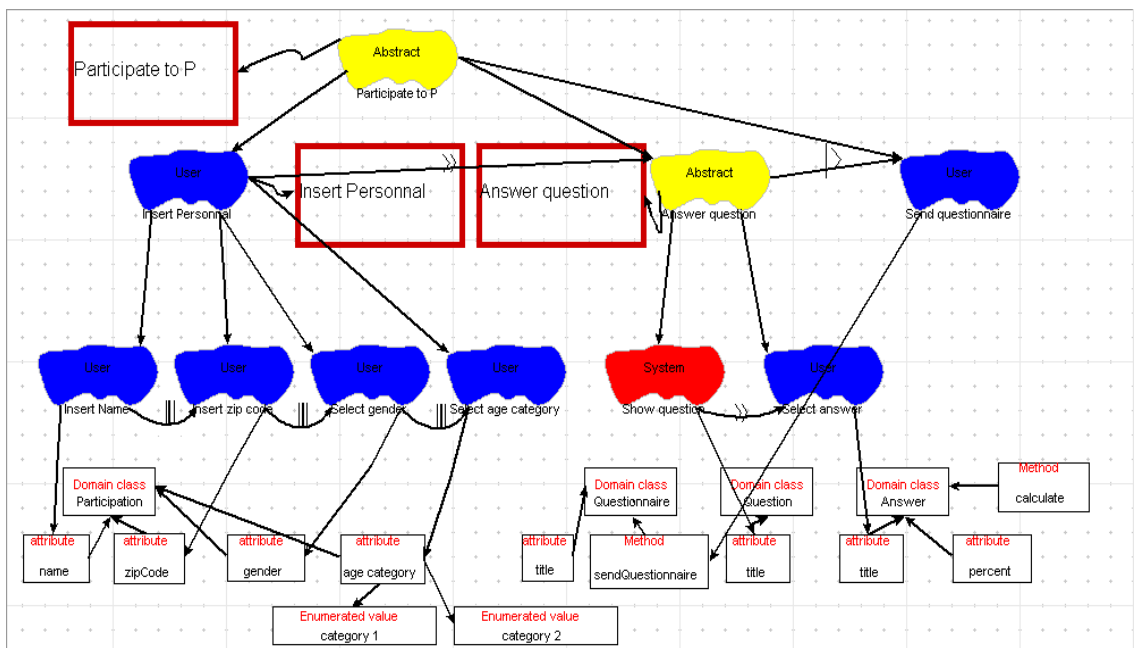 Abstract
Participate to P
Participate to P
User
Insert Personnal
Insert Personnal
Answer question
Abstract
Answer question
User
Send questionnaire
User
Insert Name
User
Insert zip code
User
Select gender
User
Select age category
System
Show question
User
Select answer
Domain class
Participation
Domain class
Questionnaire
Domain class
Question
Domain class
Answer
Method
calculate
attribute
name
attribute
zipCode
attribute
gender
attribute
age category
attribute
title
Method
sendQuestionnaire
attribute
title
attribute
title
attribute
percent
Enumerated value
category 1
Enumerated value
category 2